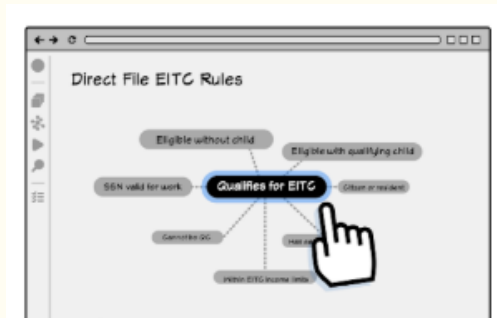 Direct File EITC Rules
Eligible without child
Eligible with qualifying child
SSN valid for work
Qualifies for EITC
Citizen or resident
Cannot be QC
Has
Within EITC income limits